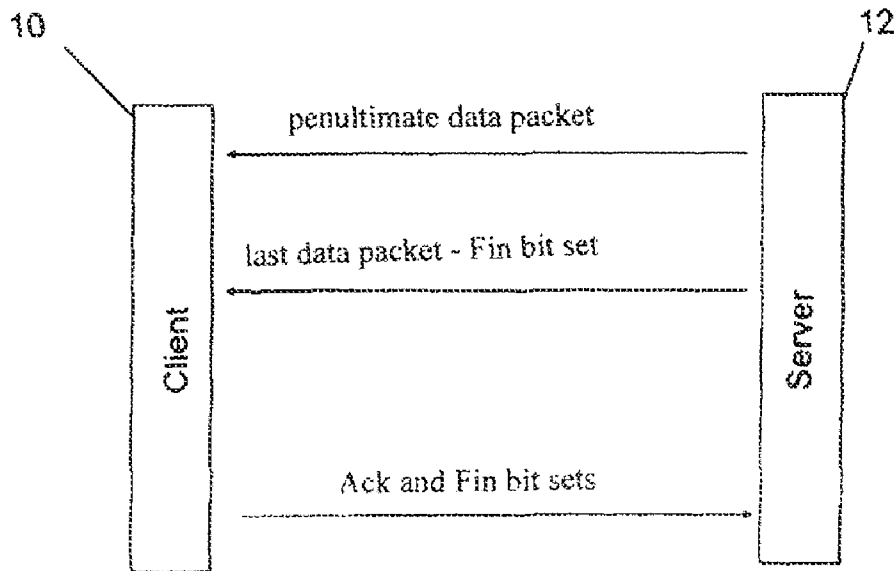 10
12
penultimate data packet
last data packet - Fin bit set
Client
Server
Ack and Fin bit sets